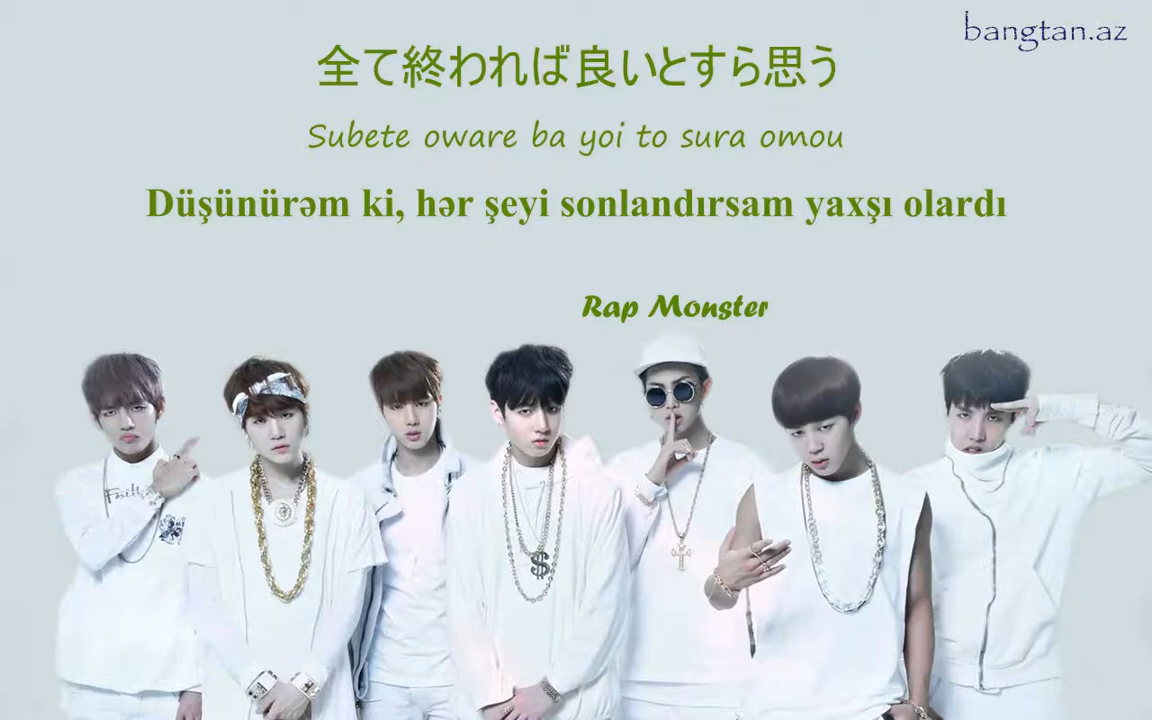 bangtan.az
全て終われば良いとすら思う
Subete oware ba yoi to sura omou
Düşünürəm ki, hər şeyi sonlandırsam yaxşı olardı
Rap Monster